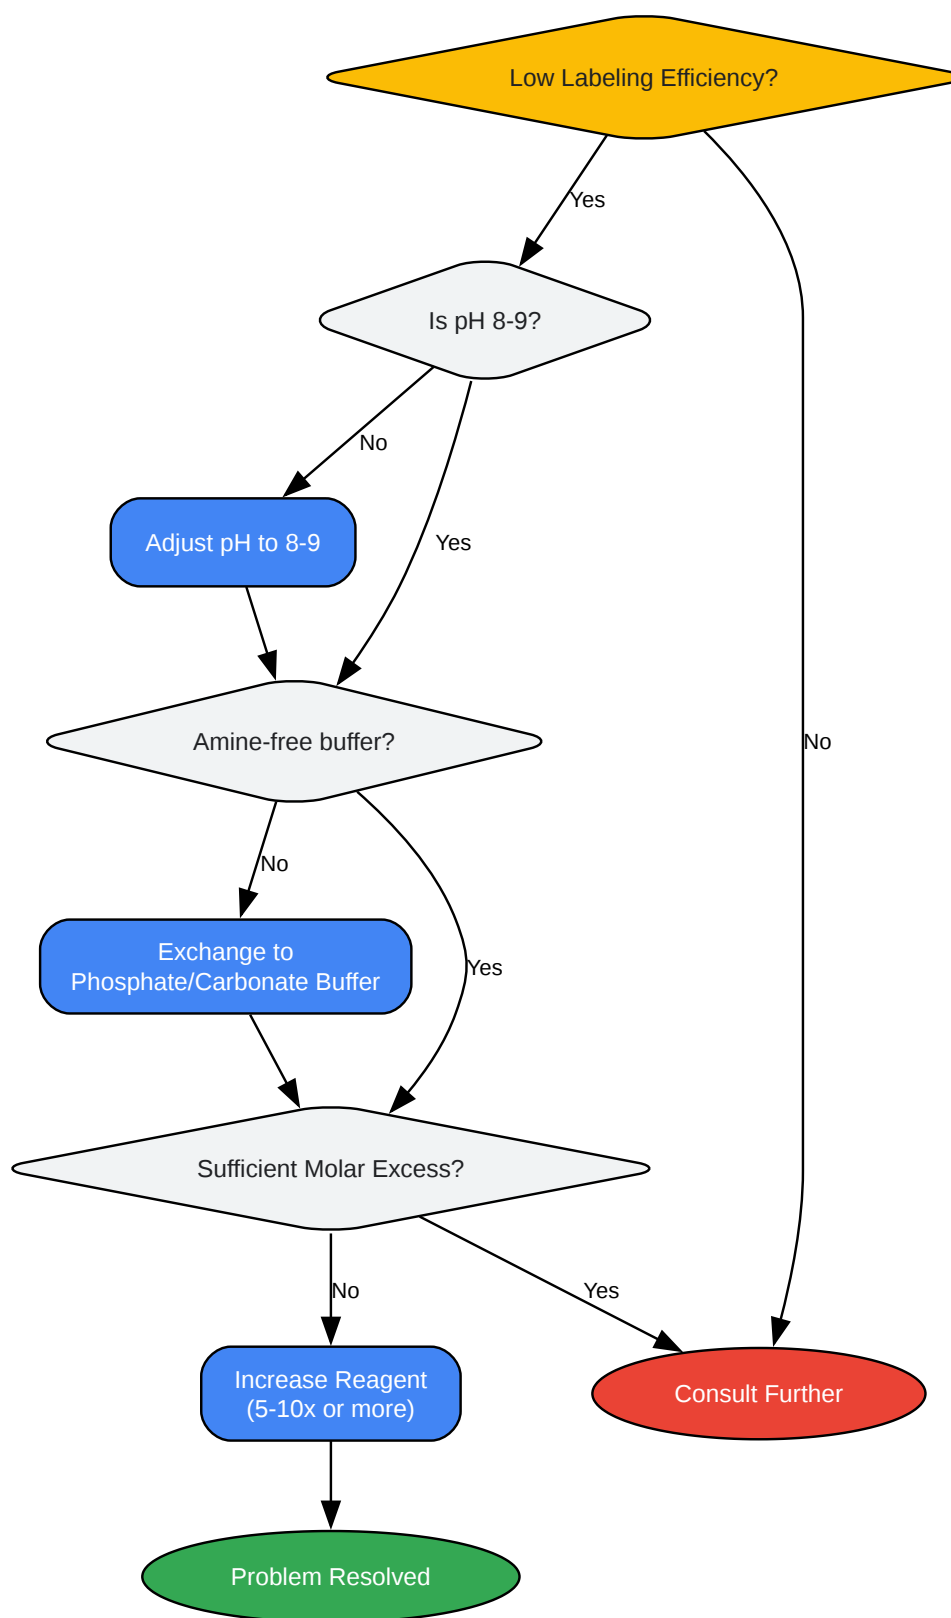 Low Labeling Efficiency?
Yes
Is pH 8-9?
No
Adjust pH to 8-9
Yes
Amine-free buffer?
No
No
Exchange to
Phosphate/Carbonate Buffer
Yes
Sufficient Molar Excess?
No
Yes
Increase Reagent
(5-10x or more)
Consult Further
Problem Resolved